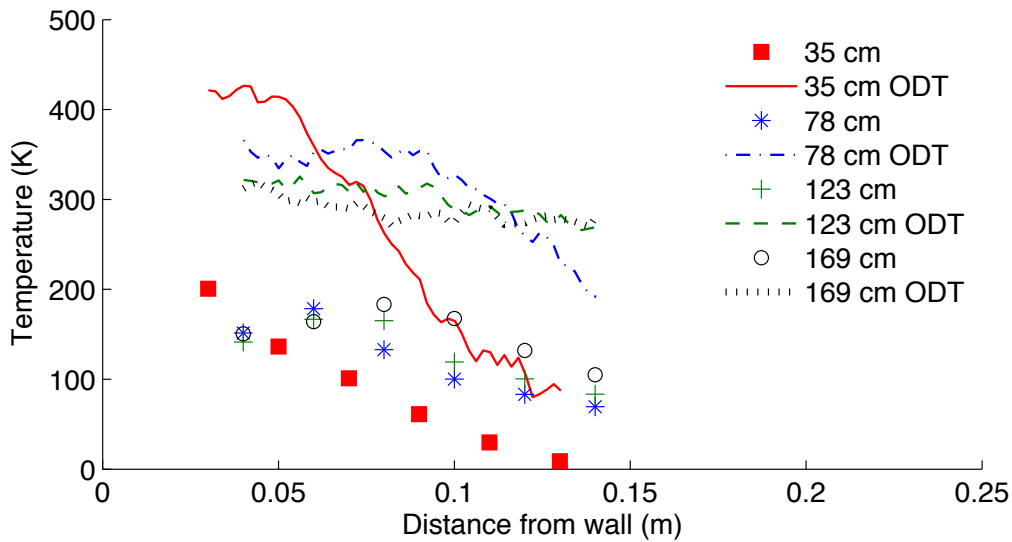 500
400
300
200
100
0
Temperature (K)
0
0.05
0.1
0.15
0.2
0.25
Distance from wall (m)
35 cm
35 cm ODT
78 cm
78 cm ODT
123 cm
123 cm ODT
169 cm
169 cm ODT